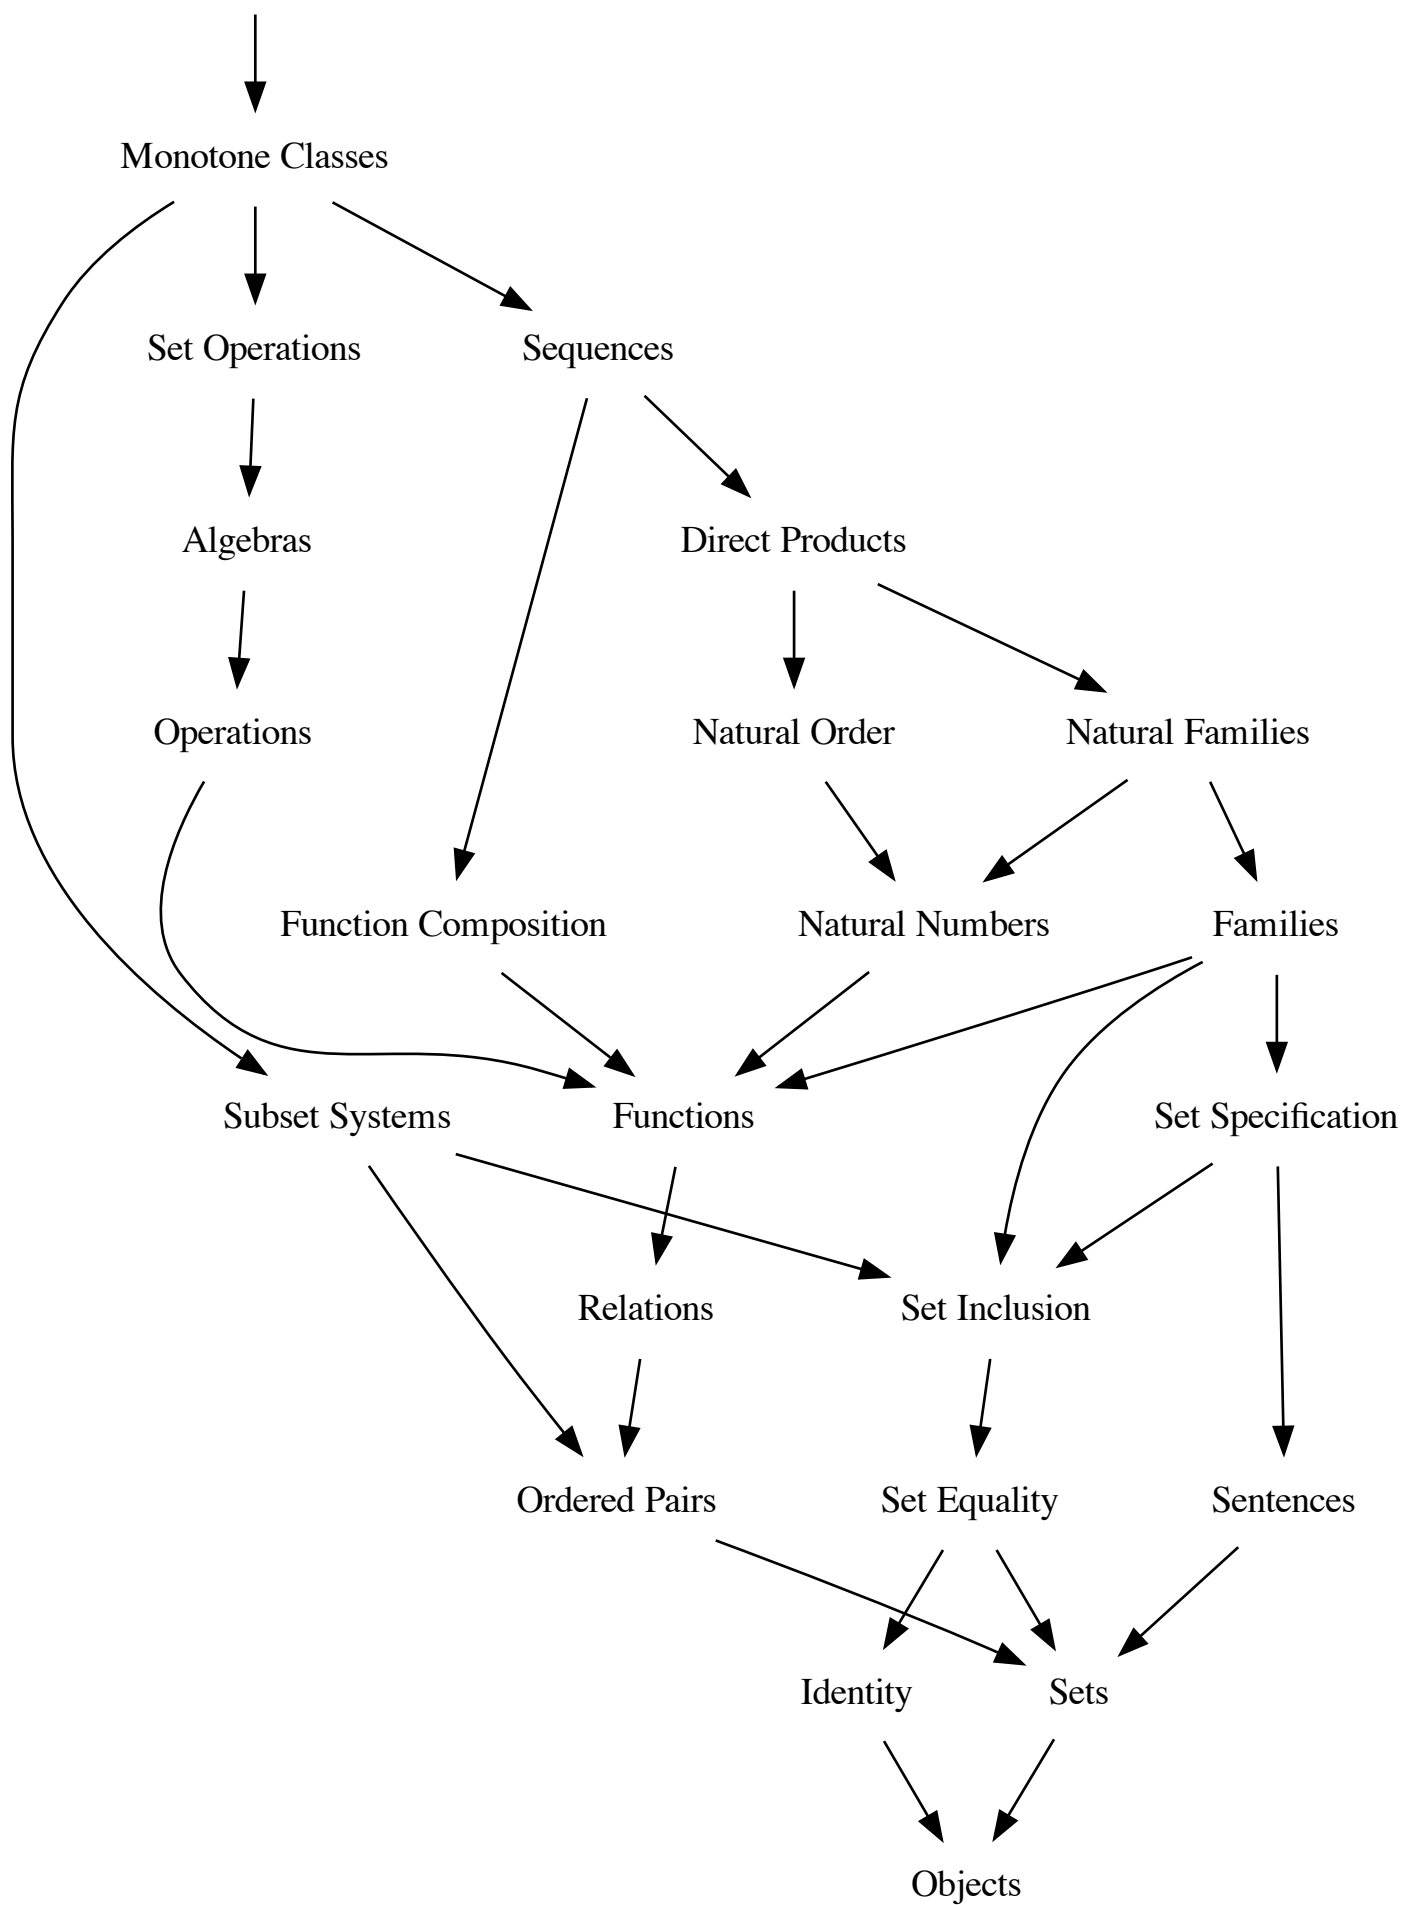 Monotone Classes
Set Operations
Sequences
Algebras
Direct Products
Operations
Natural Order
Natural Families
Function Composition
Natural Numbers
Families
Subset Systems
Functions
Set Specification
Relations
Set Inclusion
Ordered Pairs
Set Equality
Sentences
Identity
Sets
Objects